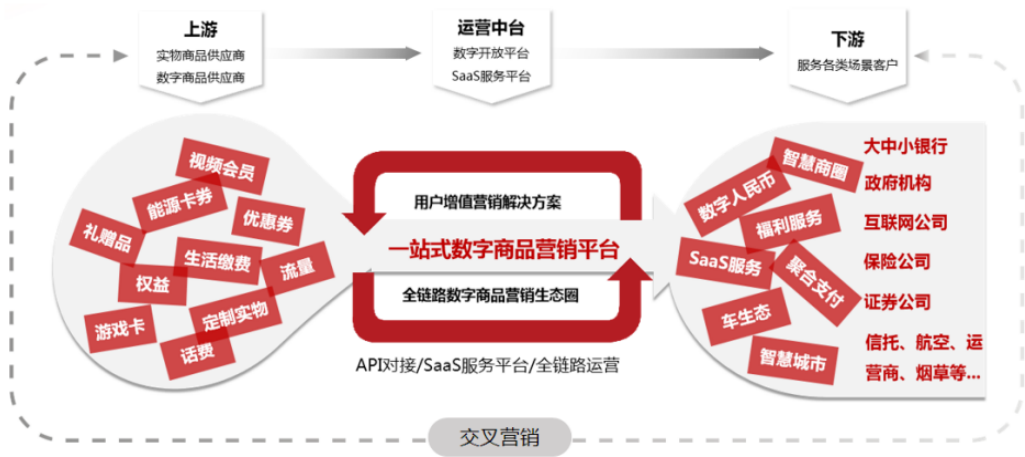 上游
实物商品供应商
数字商品供应商
运营中台
数字开放平台
SaaS服务平台
下游
服务各类场景客户
视频会员
能源卡券
优惠券
礼赠品
生活缴费
流量
权益
定制实物
游戏卡
话费
用户增值营销解决方案
一站式数字商品营销平台
全链路数字商品营销生态圈
API对接/SaaS服务平台/全链路运营
智慧商圈
数字人民币
福利服务
SaaS服务
聚合支付
车生态
智慧城市
大中小银行
政府机构
互联网公司
保险公司
证券公司
信托、航空、运
营商、烟草等...
交叉营销